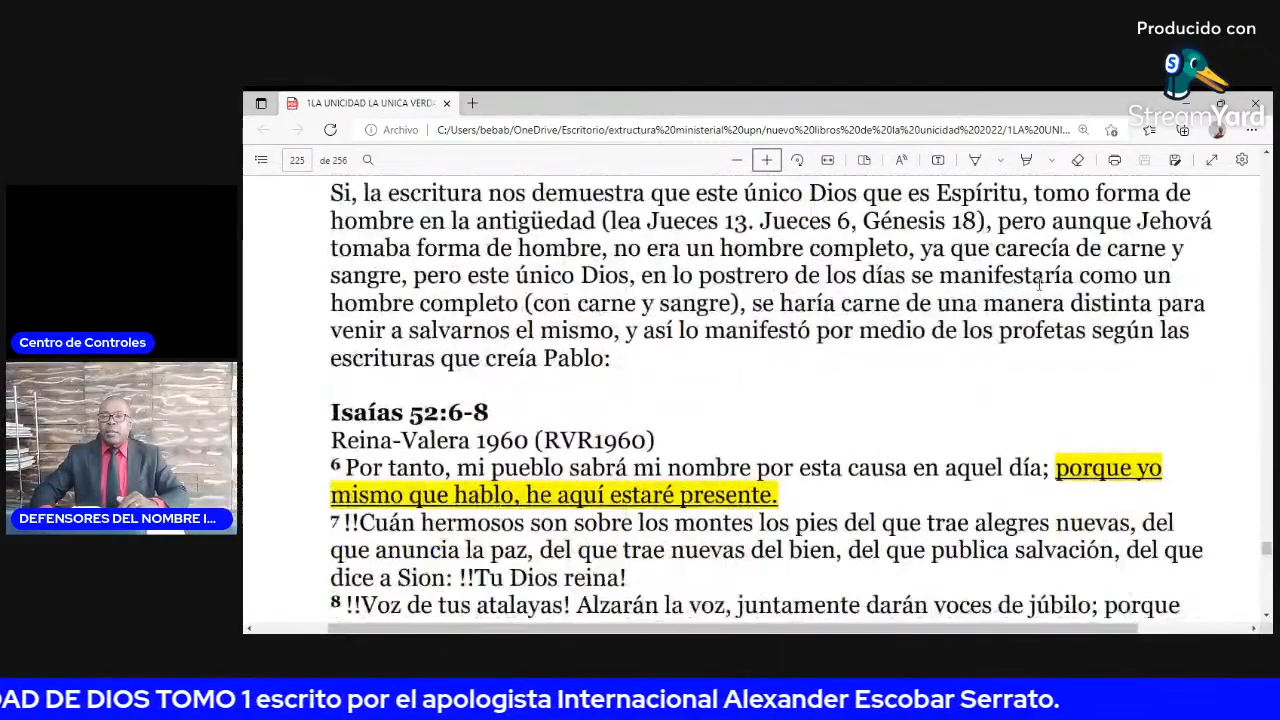 Producido con
StreamYard
1LA UNICIDAD LA UNICA VERDA
Archivo
C:/Users/bebab/OneDrive/Escritorio/extructura%20ministerial%20upn/nuevo%20libros%20de%20la%20unicidad%202022/1LA%20UNI...
225 de 256
Si, la escritura nos demuestra que este único Dios que es Espíritu, tomo forma de
hombre en la antigüedad (lea Jueces 13. Jueces 6, Génesis 18), pero aunque Jehová
tomaba forma de hombre, no era un hombre completo, ya que carecía de carne y
sangre, pero este único Dios, en lo postrero de los días se manifestaría como un
hombre completo (con carne y sangre), se haría carne de una manera distinta para
venir a salvarnos el mismo, y así lo manifestó por medio de los profetas según las
escrituras que creía Pablo:
Isaías 52:6-8
Reina-Valera 1960 (RVR1960)
6 Por tanto, mi pueblo sabrá mi nombre por esta causa en aquel día; porque yo
mismo que hablo, he aquí estaré presente.
7 !!Cuán hermosos son sobre los montes los pies del que trae alegres nuevas, del
que anuncia la paz, del que trae nuevas del bien, del que publica salvación, del que
dice a Sion: !!Tu Dios reina!
8 !!Voz de tus atalayas! Alzarán la voz, juntamente darán voces de júbilo; porque
Centro de Controles
DEFENSORES DEL NOMBRE I...
DAD DE DIOS TOMO 1 escrito por el apologista Internacional Alexander Escobar Serrato.